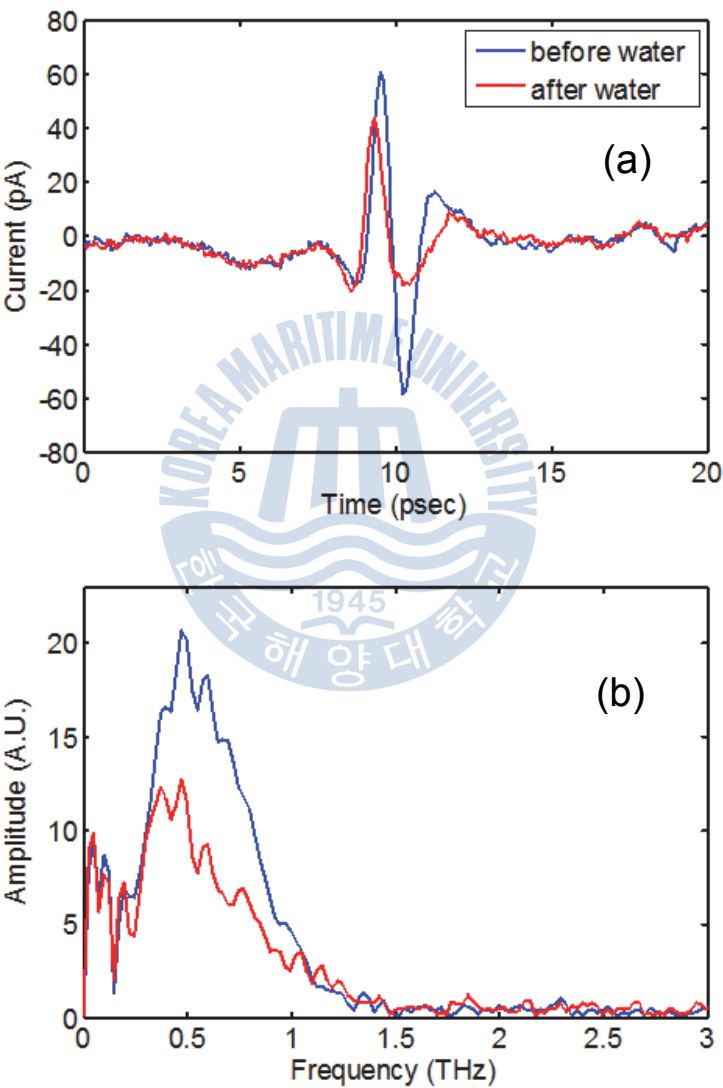 80
60
40
20
0
-20
-40
-60
-80
Current (pA)
before water
after water
(a)
0 5 10 15 20
Time (psec)
KOREA MARITIME UNIVERSITY
1945
한국해양대학교
20
15
10
5
0
Amplitude (A.U.)
(b)
0 0.5 1 1.5 2 2.5 3
Frequency (THz)